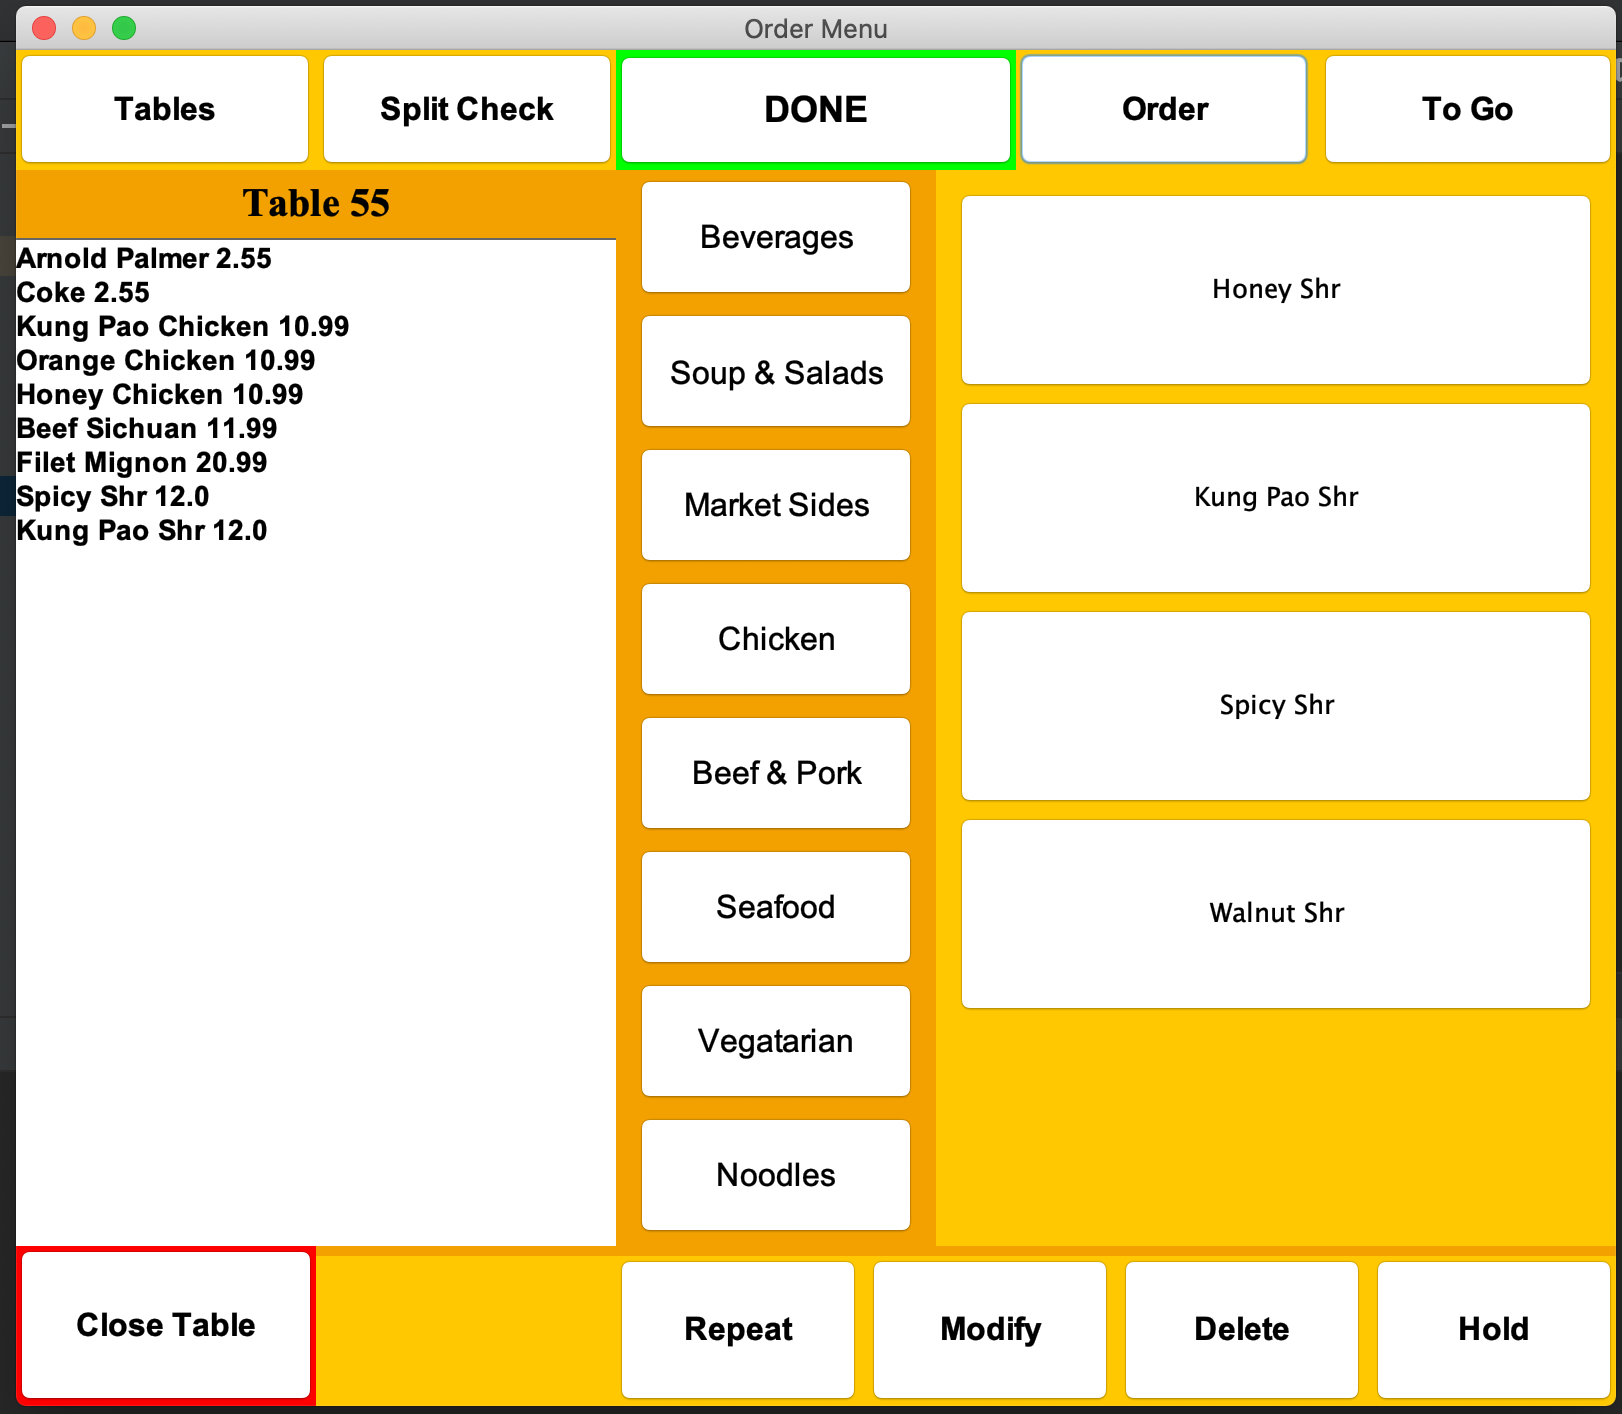 Order Menu
Tables
Split Check
DONE
Order
To Go
Table 55
Arnold Palmer 2.55
Coke 2.55
Kung Pao Chicken 10.99
Orange Chicken 10.99
Honey Chicken 10.99
Beef Sichuan 11.99
Filet Mignon 20.99
Spicy Shr 12.0
Kung Pao Shr 12.0
Beverages
Soup & Salads
Market Sides
Chicken
Beef & Pork
Seafood
Vegatarian
Noodles
Honey Shr
Kung Pao Shr
Spicy Shr
Walnut Shr
Close Table
Repeat
Modify
Delete
Hold